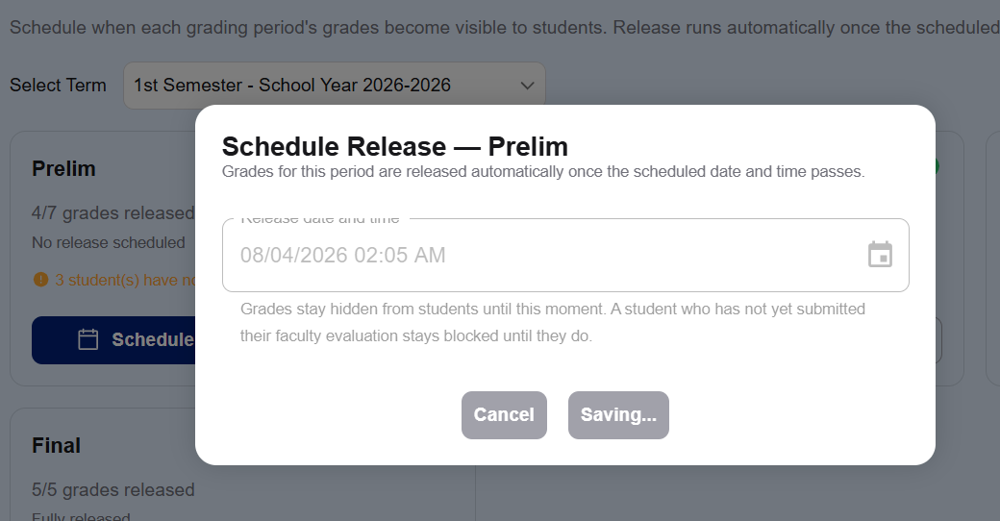 Schedule when each grading period's grades become visible to students. Release runs automatically once the scheduled
Select Term
1st Semester - School Year 2026-2026
Schedule Release — Prelim
Grades for this period are released automatically once the scheduled date and time passes.
Release date and time
08/04/2026 02:05 AM
Grades stay hidden from students until this moment. A student who has not yet submitted
their faculty evaluation stays blocked until they do.
Cancel
Saving...
Prelim
4/7 grades released
No release scheduled
3 student(s) have
Schedule
Final
5/5 grades released
Fully released